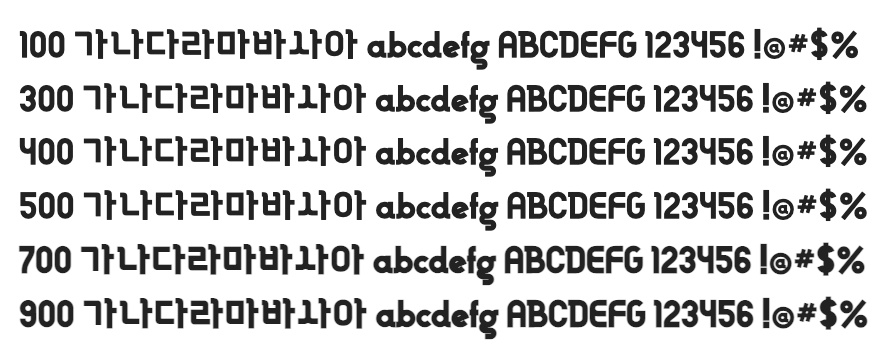 100 가나다라마바사아 abcdefg ABCDEFG 123456 !@#$%
300 가나다라마바사아 abcdefg ABCDEFG 123456 !@#$%
400 가나다라마바사아 abcdefg ABCDEFG 123456 !@#$%
500 가나다라마바사아 abcdefg ABCDEFG 123456 !@#$%
700 가나다라마바사아 abcdefg ABCDEFG 123456 !@#$%
900 가나다라마바사아 abcdefg ABCDEFG 123456 !@#$%